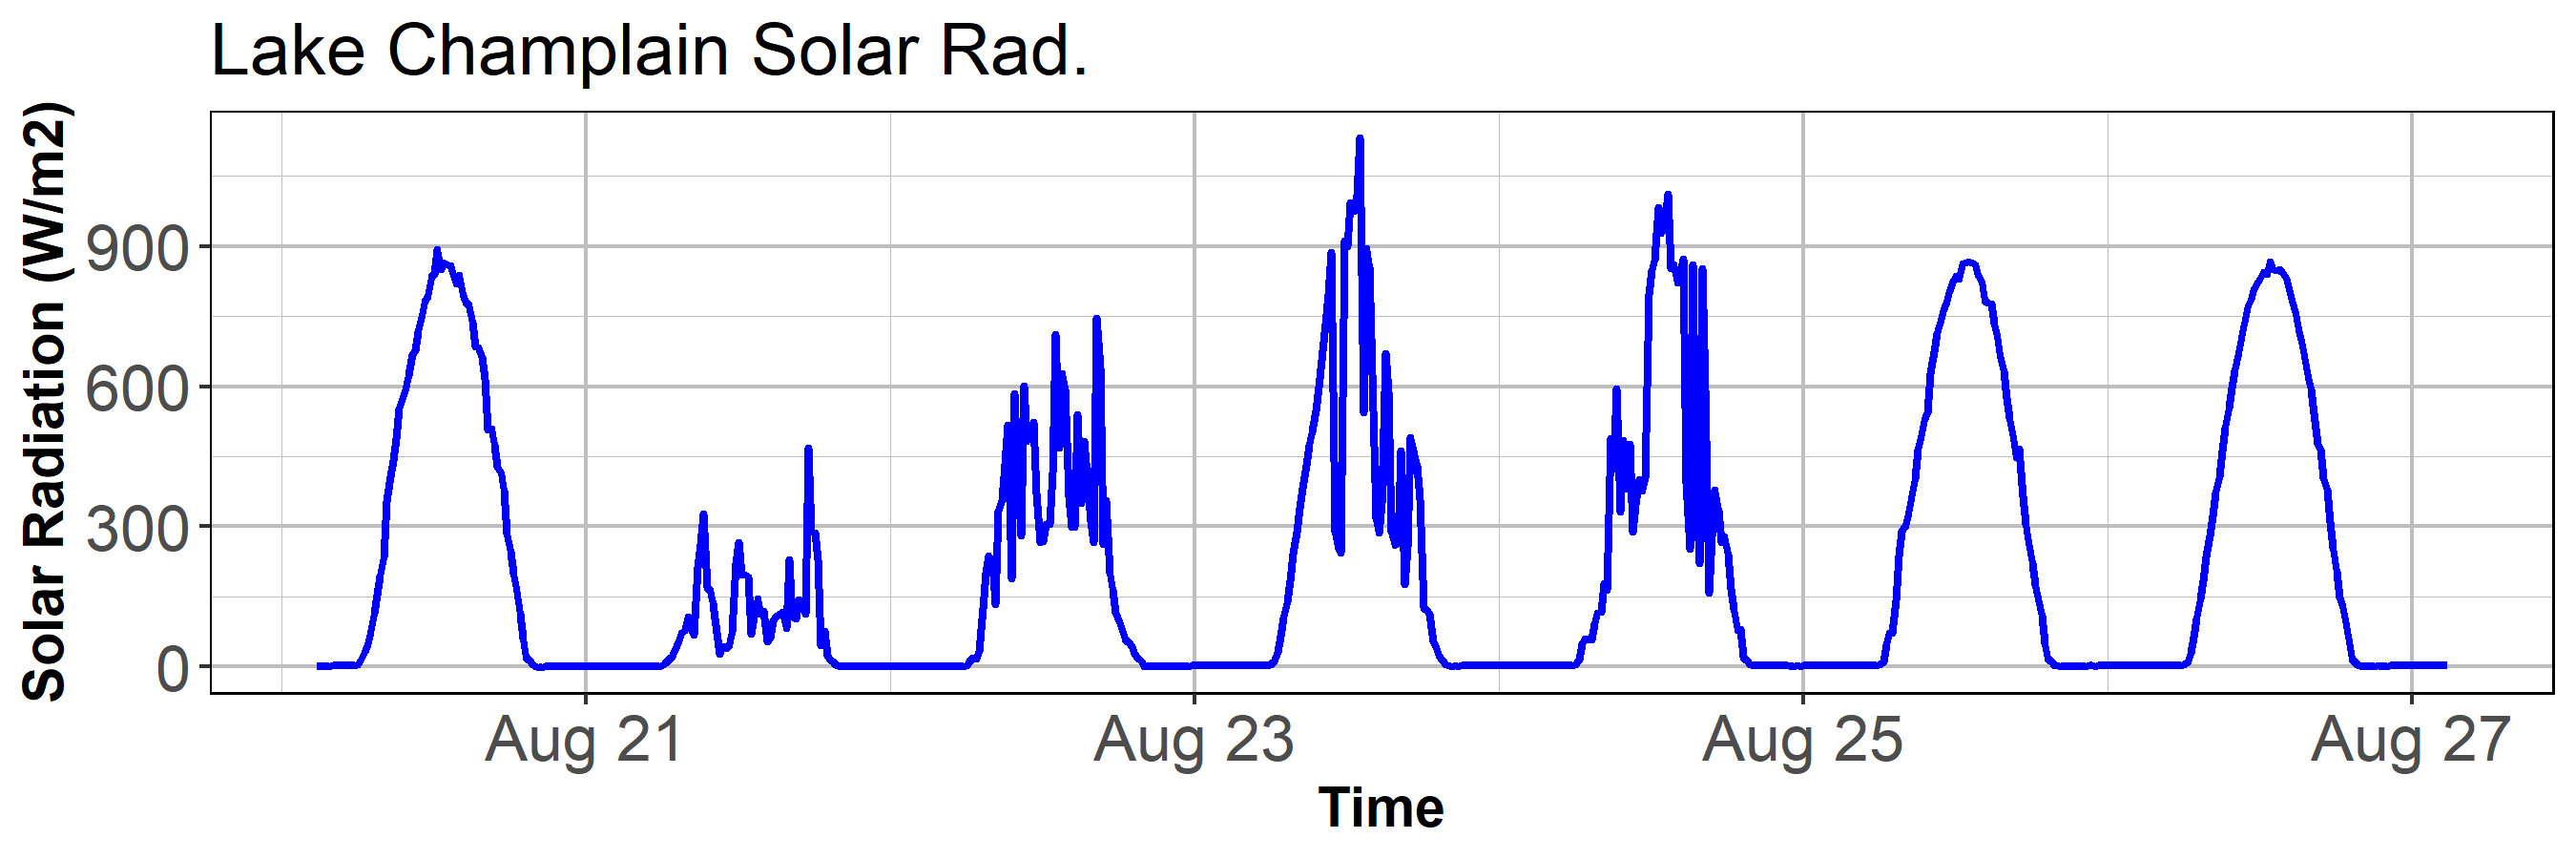 Lake Champlain Solar Rad.
Solar Radiation (W/m2)
900
600
300
0
Aug 21 Aug 23 Aug 25 Aug 27
Time